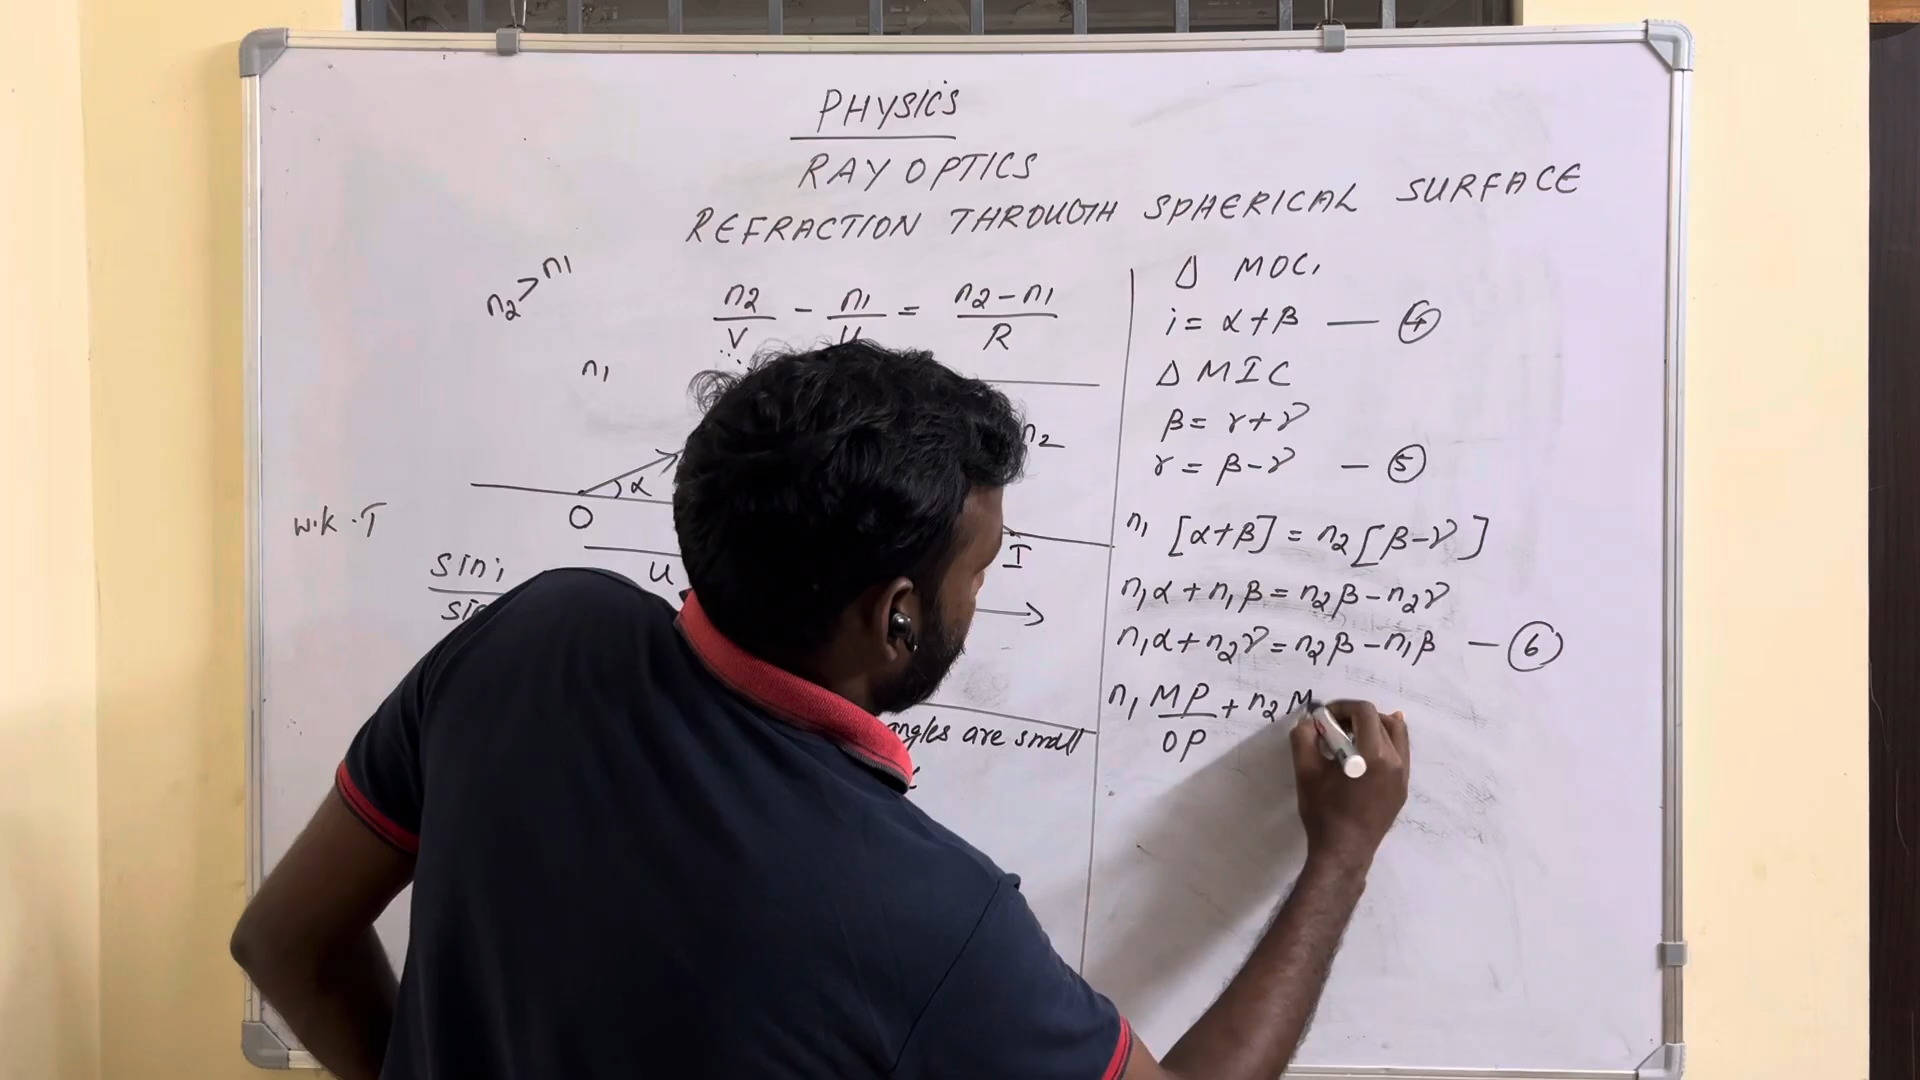 PHYSICS
RAY OPTICS
REFRACTION THROUGH SPHERICAL SURFACE
n2 > n1
n2/V - n1/U = n2-n1/R
n1
n2
α
O
I
U
W.K.T
sin i
angles are small
Δ MOC,
i = α+β — ④
Δ MIC
β = r+γ
r = β-γ — ⑤
n1 [α+β] = n2 [β-γ]
n1α + n1β = n2β - n2γ
n1α + n2γ = n2β - n1β — ⑥
n1 MP/OP + n2 M